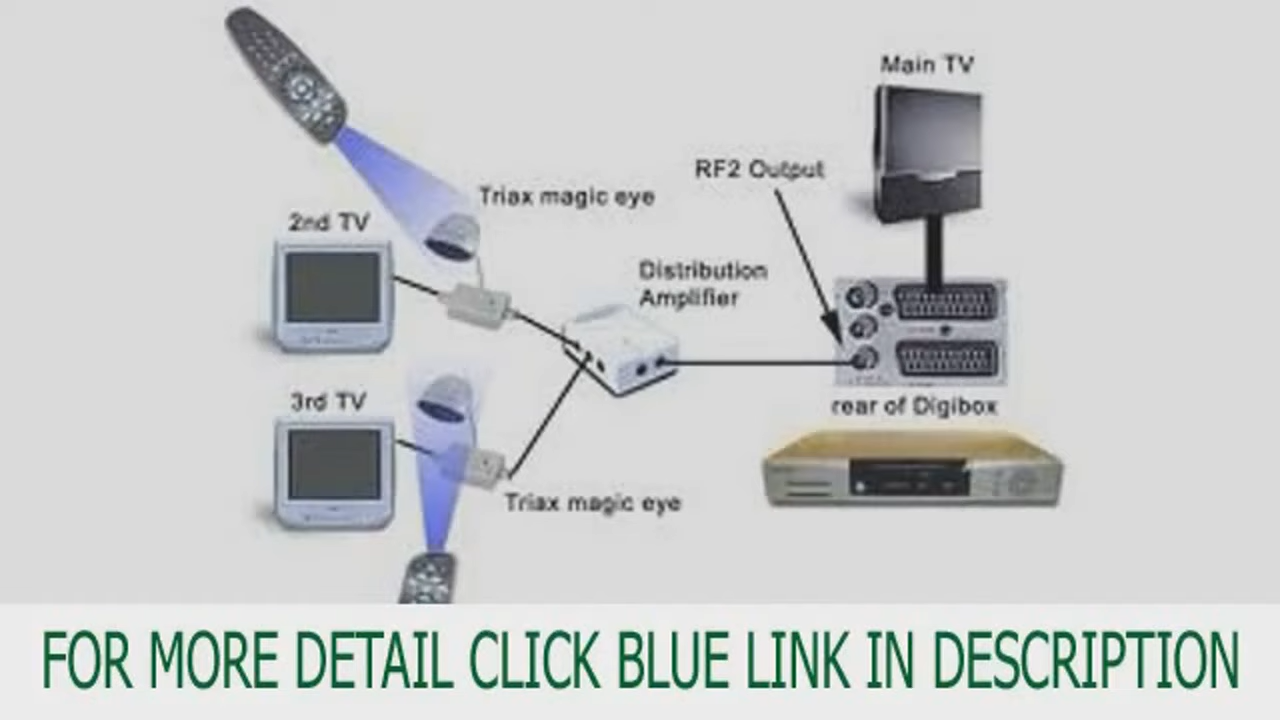 Main TV
RF2 Output
Triax magic eye
2nd TV
Distribution
Amplifier
3rd TV
rear of Digibox
Triax magic eye
FOR MORE DETAIL CLICK BLUE LINK IN DESCRIPTION